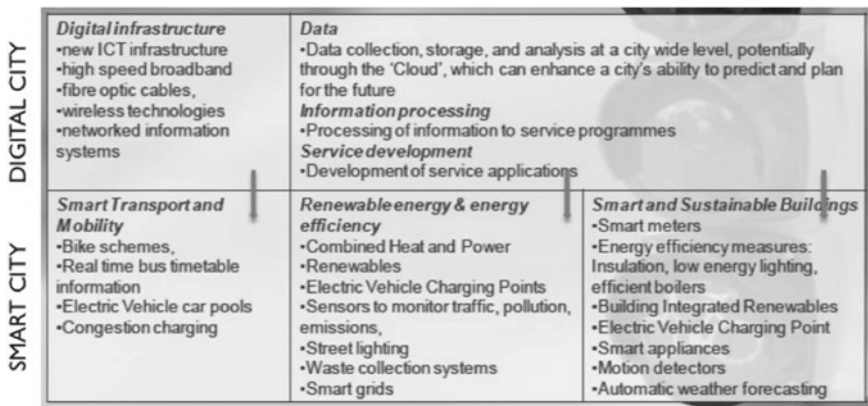 DIGITAL CITY
Digital infrastructure
•new ICT infrastructure
•high speed broadband
•fibre optic cables,
•wireless technologies
•networked information
systems
Data
•Data collection, storage, and analysis at a city wide level, potentially
through the 'Cloud', which can enhance a city's ability to predict and plan
for the future
Information processing
•Processing of information to service programmes
Service development
•Development of service applications
SMART CITY
Smart Transport and
Mobility
•Bike schemes,
•Real time bus timetable
information
•Electric Vehicle car pools
•Congestion charging
Renewable energy & energy
efficiency
•Combined Heat and Power
•Renewables
•Electric Vehicle Charging Points
•Sensors to monitor traffic, pollution,
emissions,
•Street lighting
•Waste collection systems
•Smart grids
Smart and Sustainable Buildings
•Smart meters
•Energy efficiency measures:
Insulation, low energy lighting,
efficient boilers
•Building Integrated Renewables
•Electric Vehicle Charging Point
•Smart appliances
•Motion detectors
•Automatic weather forecasting